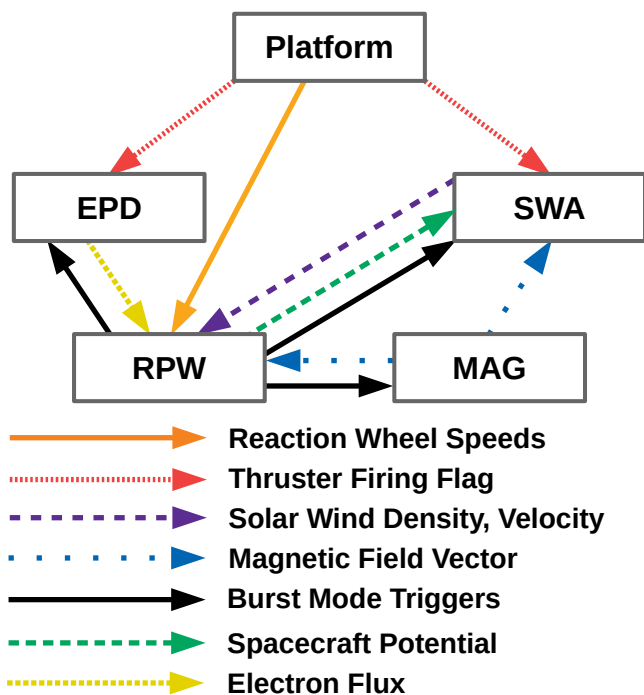 Platform
EPD
SWA
RPW
MAG
Reaction Wheel Speeds
Thruster Firing Flag
Solar Wind Density, Velocity
Magnetic Field Vector
Burst Mode Triggers
Spacecraft Potential
Electron Flux